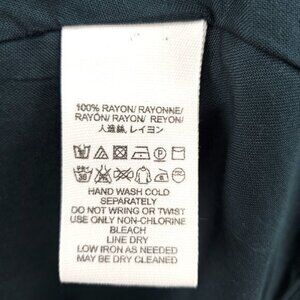 100% RAYON/ RAYONNE/
RAYÓN/ RAYON/ REYON/
人造絲, レイヨン
HAND WASH COLD
SEPARATELY
DO NOT WRING OR TWIST
USE ONLY NON-CHLORINE
BLEACH
LINE DRY
LOW IRON AS NEEDED
MAY BE DRY CLEANED